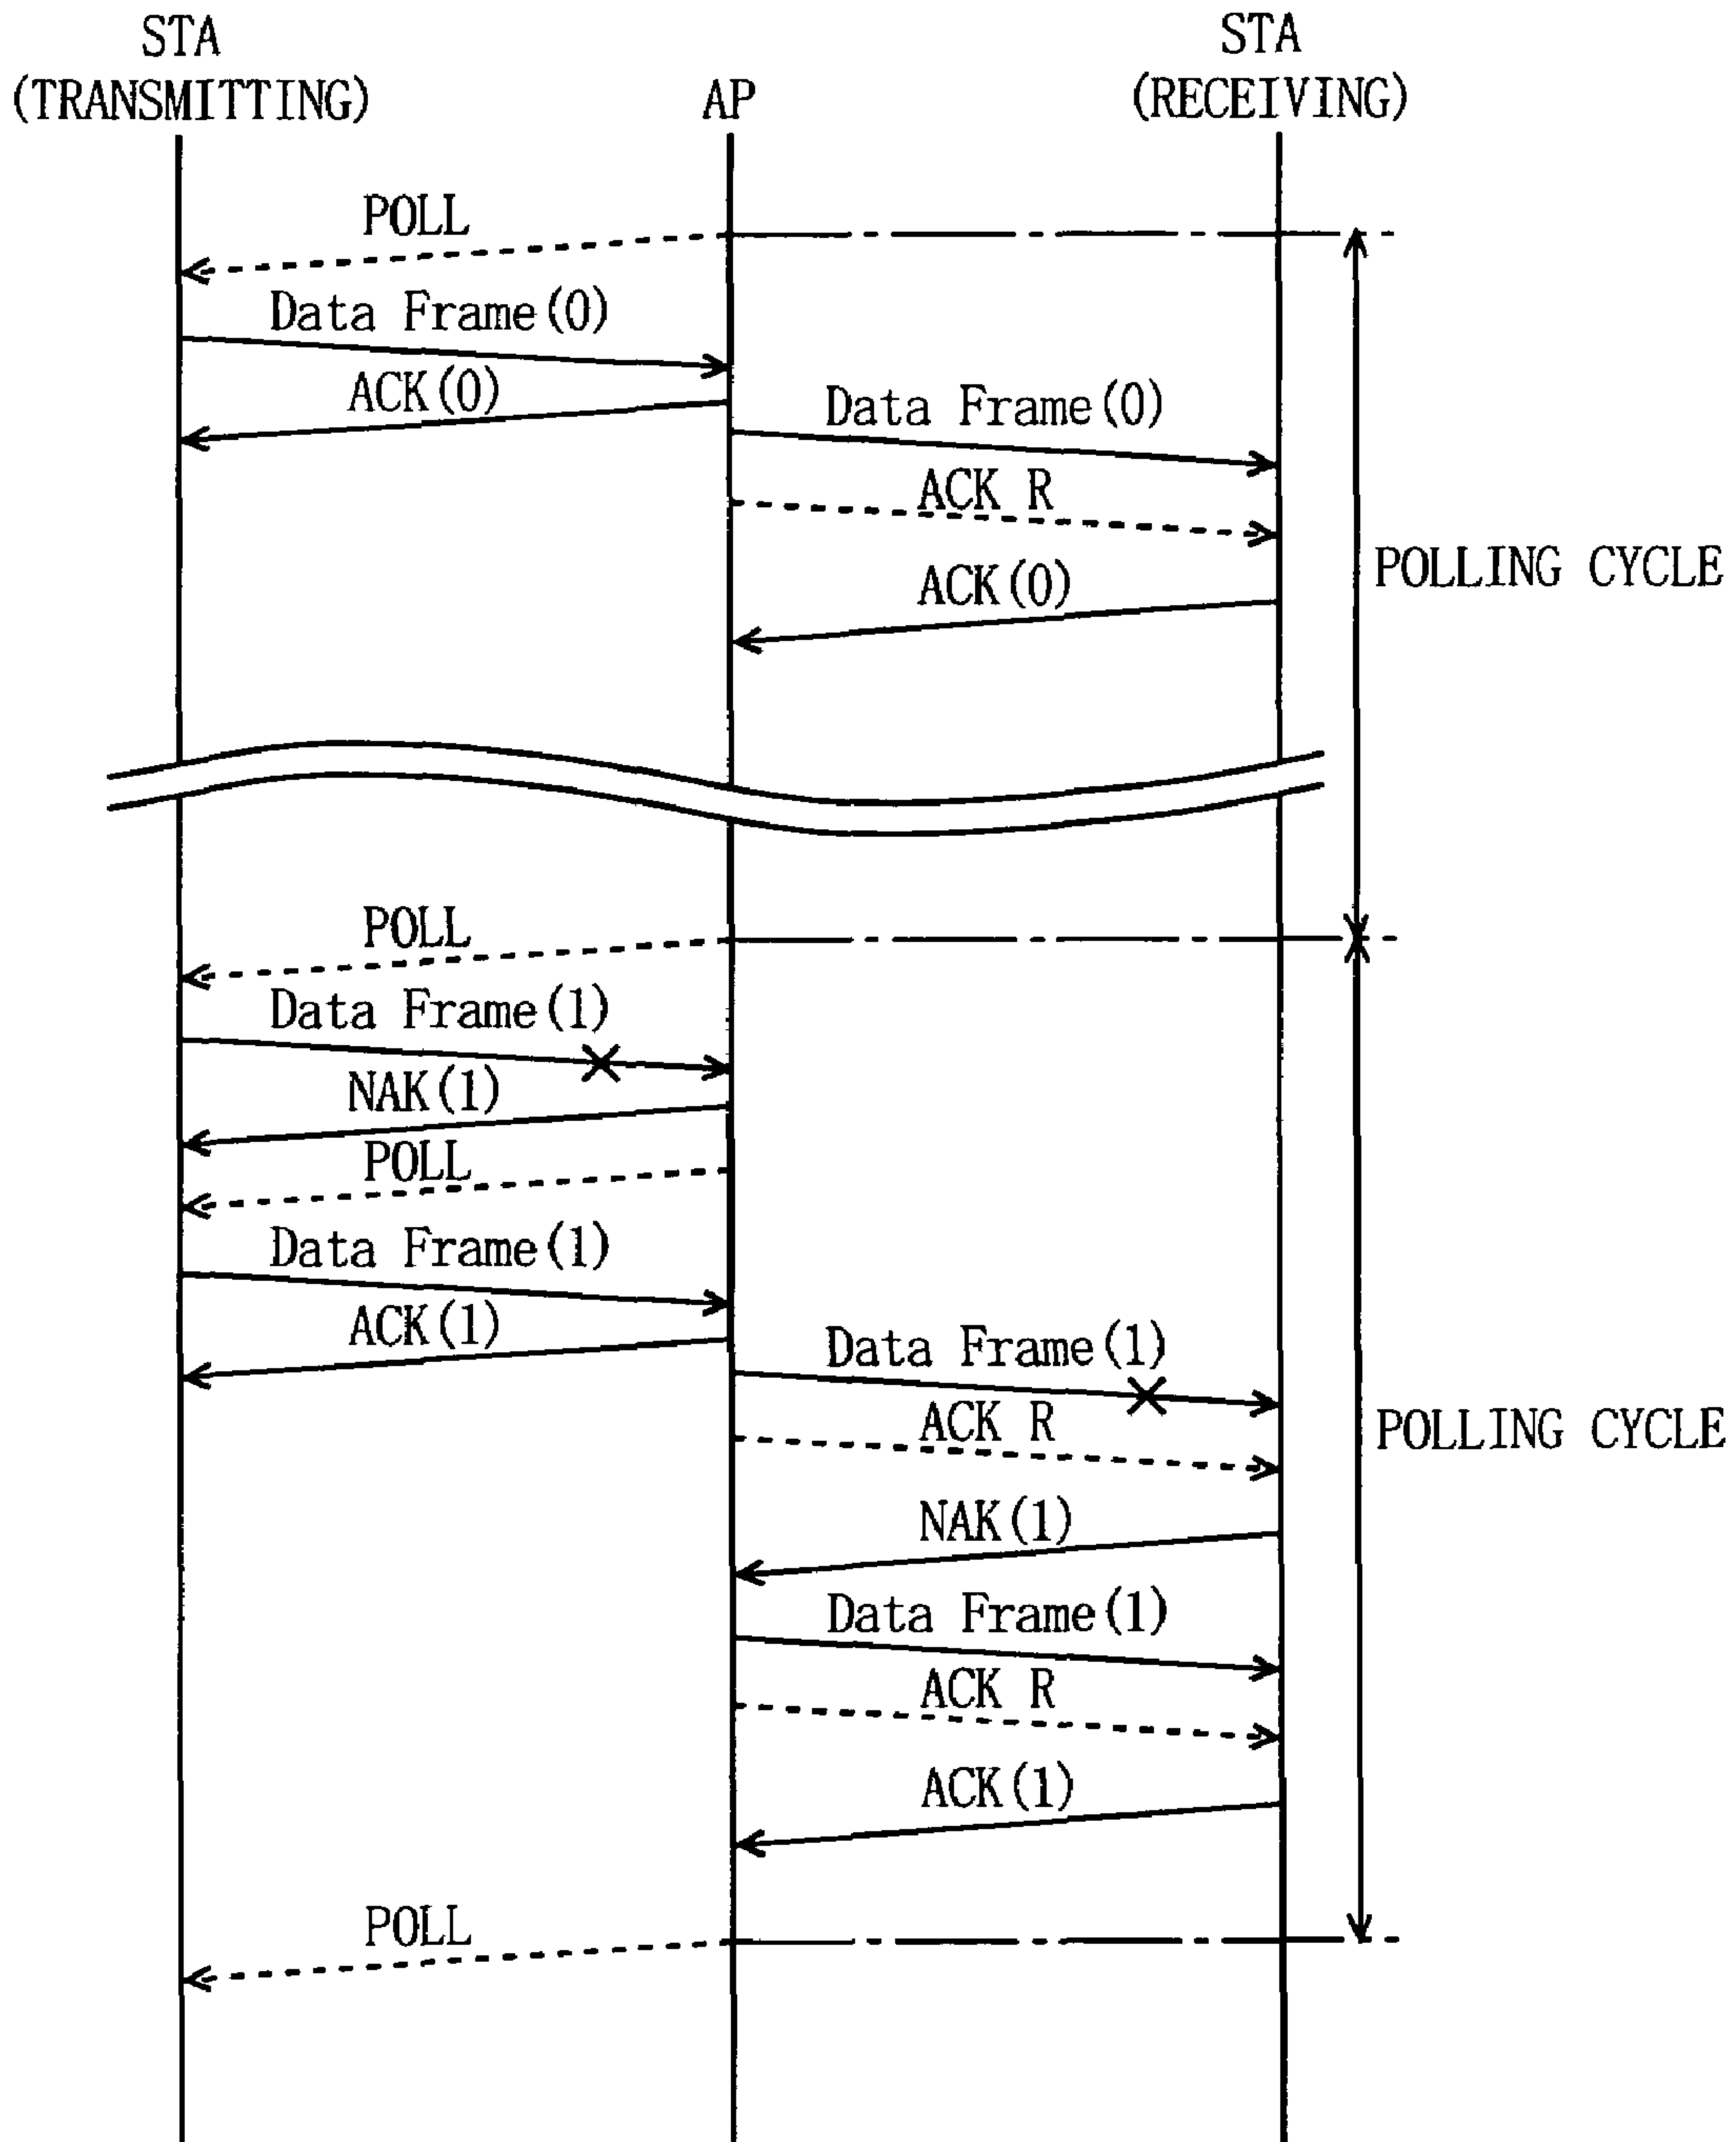 STA
(TRANSMITTING)
AP
STA
(RECEIVING)
POLL
Data Frame(0)
ACK(0)
Data Frame(0)
ACK R
ACK(0)
POLLING CYCLE
POLL
Data Frame(1)
NAK(1)
POLL
Data Frame(1)
ACK(1)
Data Frame(1)
ACK R
POLLING CYCLE
NAK(1)
Data Frame(1)
ACK R
ACK(1)
POLL